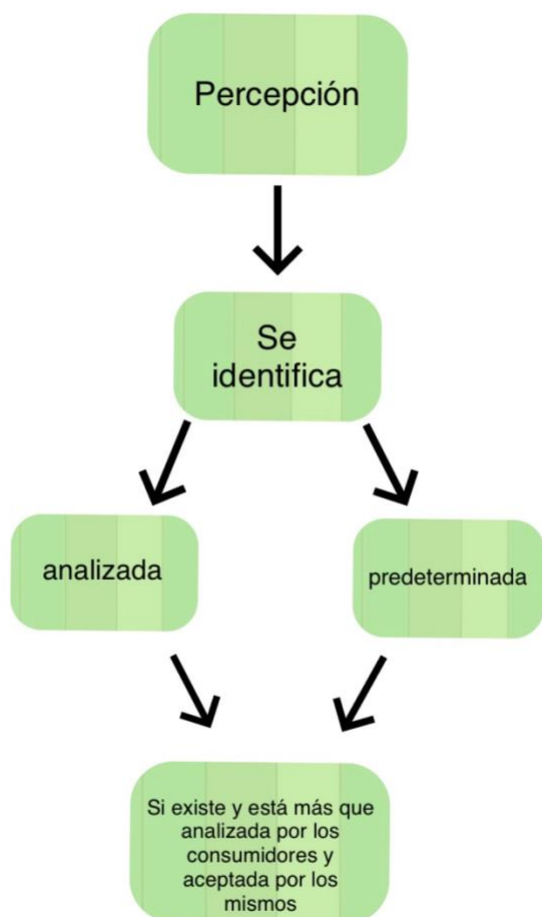 Percepción
Se
identifica
analizada
predeterminada
Si existe y está más que
analizada por los
consumidores y
aceptada por los
mismos